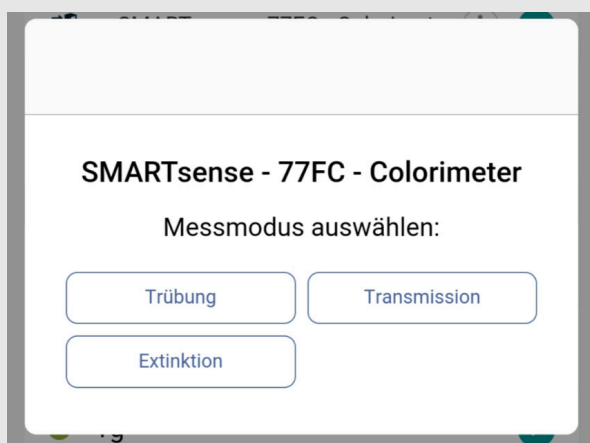 SMARTsense - 77FC - Colorimeter
Messmodus auswählen:
Trübung
Transmission
Extinktion